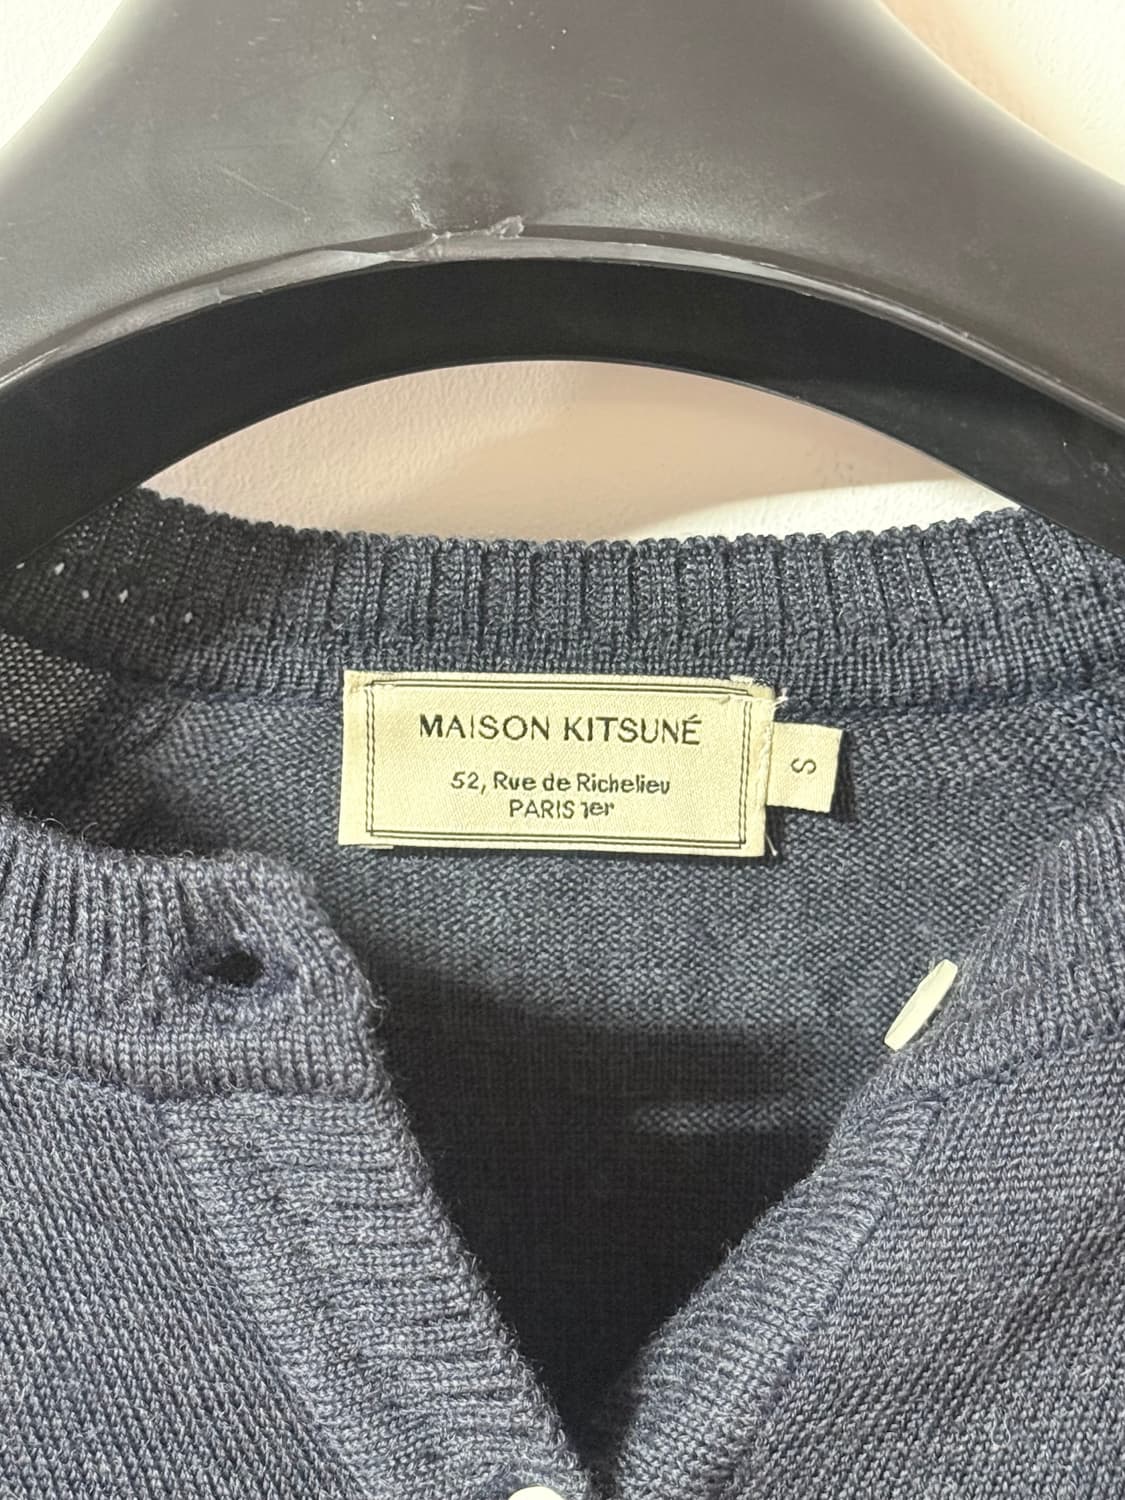 MAISON KITSUNÉ
52, Rue de Richelieu
PARIS 1er
S